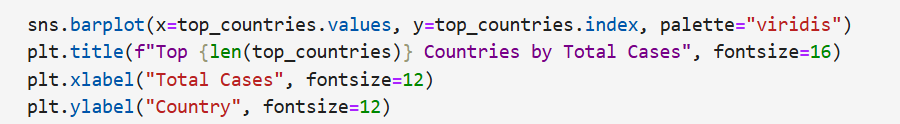 sns.barplot(x=top_countries.values, y=top_countries.index, palette="viridis")
plt.title(f"Top {len(top_countries)} Countries by Total Cases", fontsize=16)
plt.xlabel("Total Cases", fontsize=12)
plt.ylabel("Country", fontsize=12)